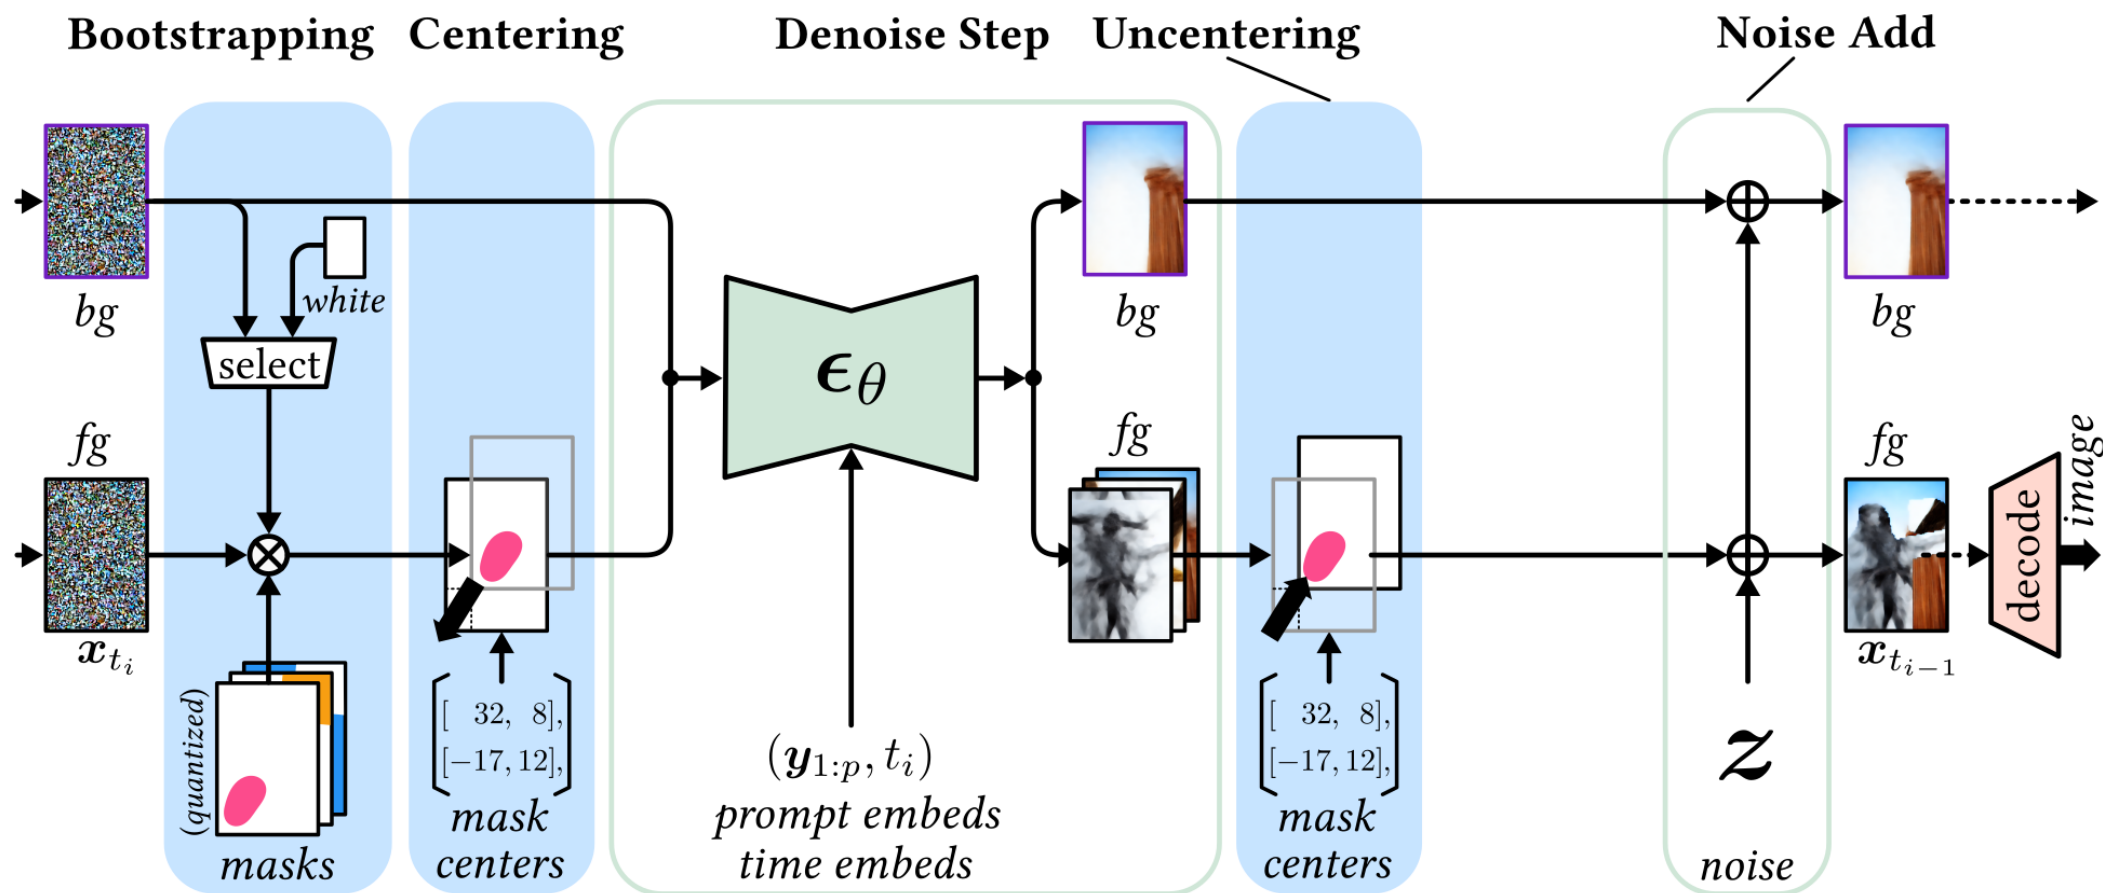 Bootstrapping
Centering
Denoise Step
Uncentering
Noise Add
bg
white
select
fg
x_{t_i}
(quantized)
masks
[ 32, 8],
[−17, 12],
mask
centers
ϵ_θ
(y_{1:p}, t_i)
prompt embeds
time embeds
bg
fg
[ 32, 8],
[−17, 12],
mask
centers
z
noise
bg
fg
x_{t_{i−1}}
decode
image